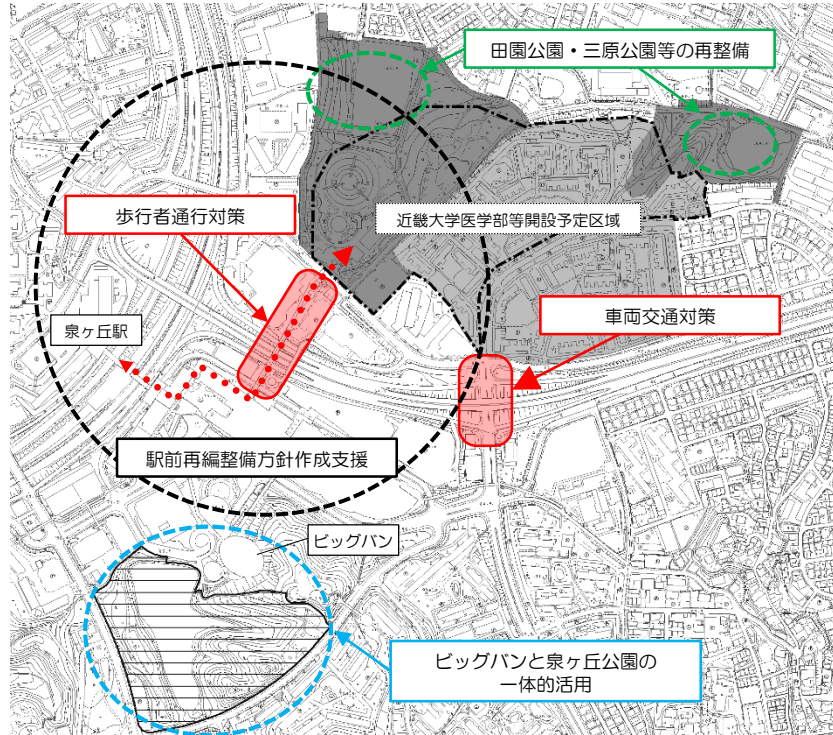 田園公園・三原公園等の再整備
歩行者通行対策
近畿大学医学部等開設予定区域
泉ヶ丘駅
車両交通対策
駅前再編整備方針作成支援
ビッグバン
ビッグバンと泉ヶ丘公園の
一体的活用